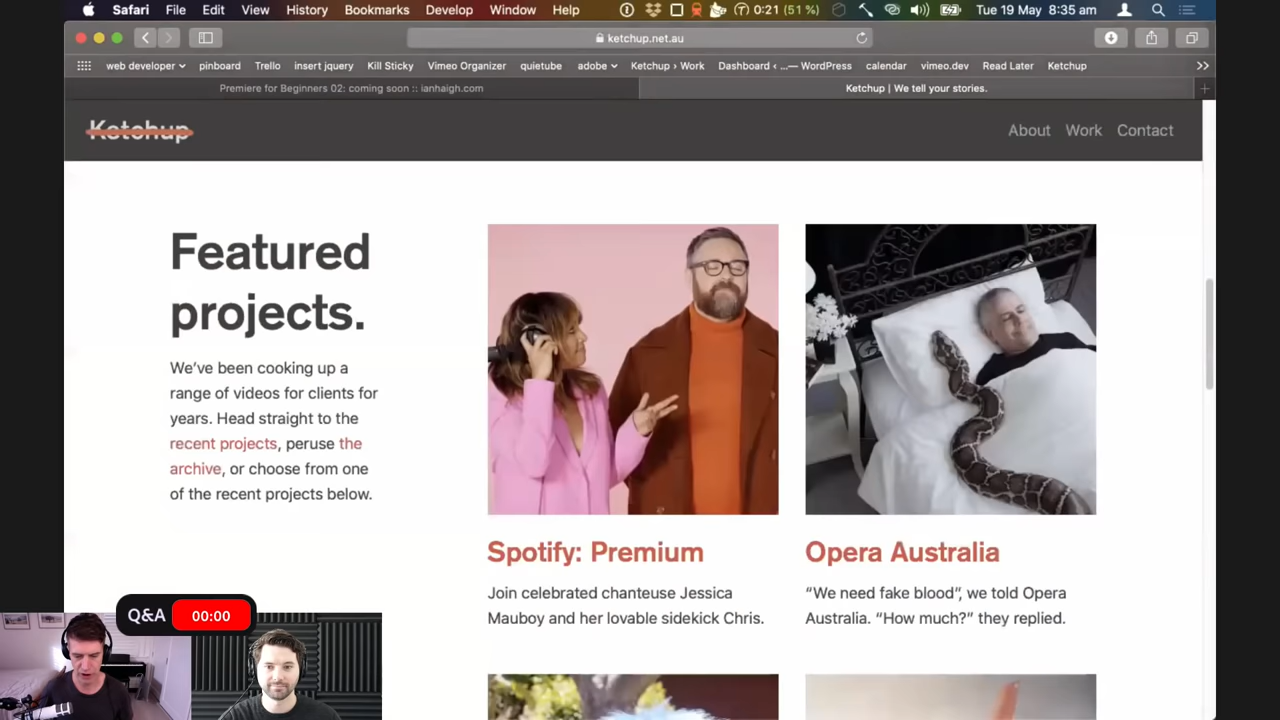 Safari File Edit View History Bookmarks Develop Window Help 0:21 (51 %) Tue 19 May 8:35 am
ketchup.net.au
web developer pinboard Trello insert jquery Kill Sticky Vimeo Organizer quietube adobe Ketchup › Work Dashboard ‹ ...— WordPress calendar vimeo.dev Read Later Ketchup
Premiere for Beginners 02: coming soon :: ianhaigh.com Ketchup | We tell your stories.
Ketchup About Work Contact
Featured
projects.
We’ve been cooking up a
range of videos for clients for
years. Head straight to the
recent projects, peruse the
archive, or choose from one
of the recent projects below.
Spotify: Premium
Join celebrated chanteuse Jessica
Mauboy and her lovable sidekick Chris.
Opera Australia
“We need fake blood”, we told Opera
Australia. “How much?” they replied.
Q&A 00:00